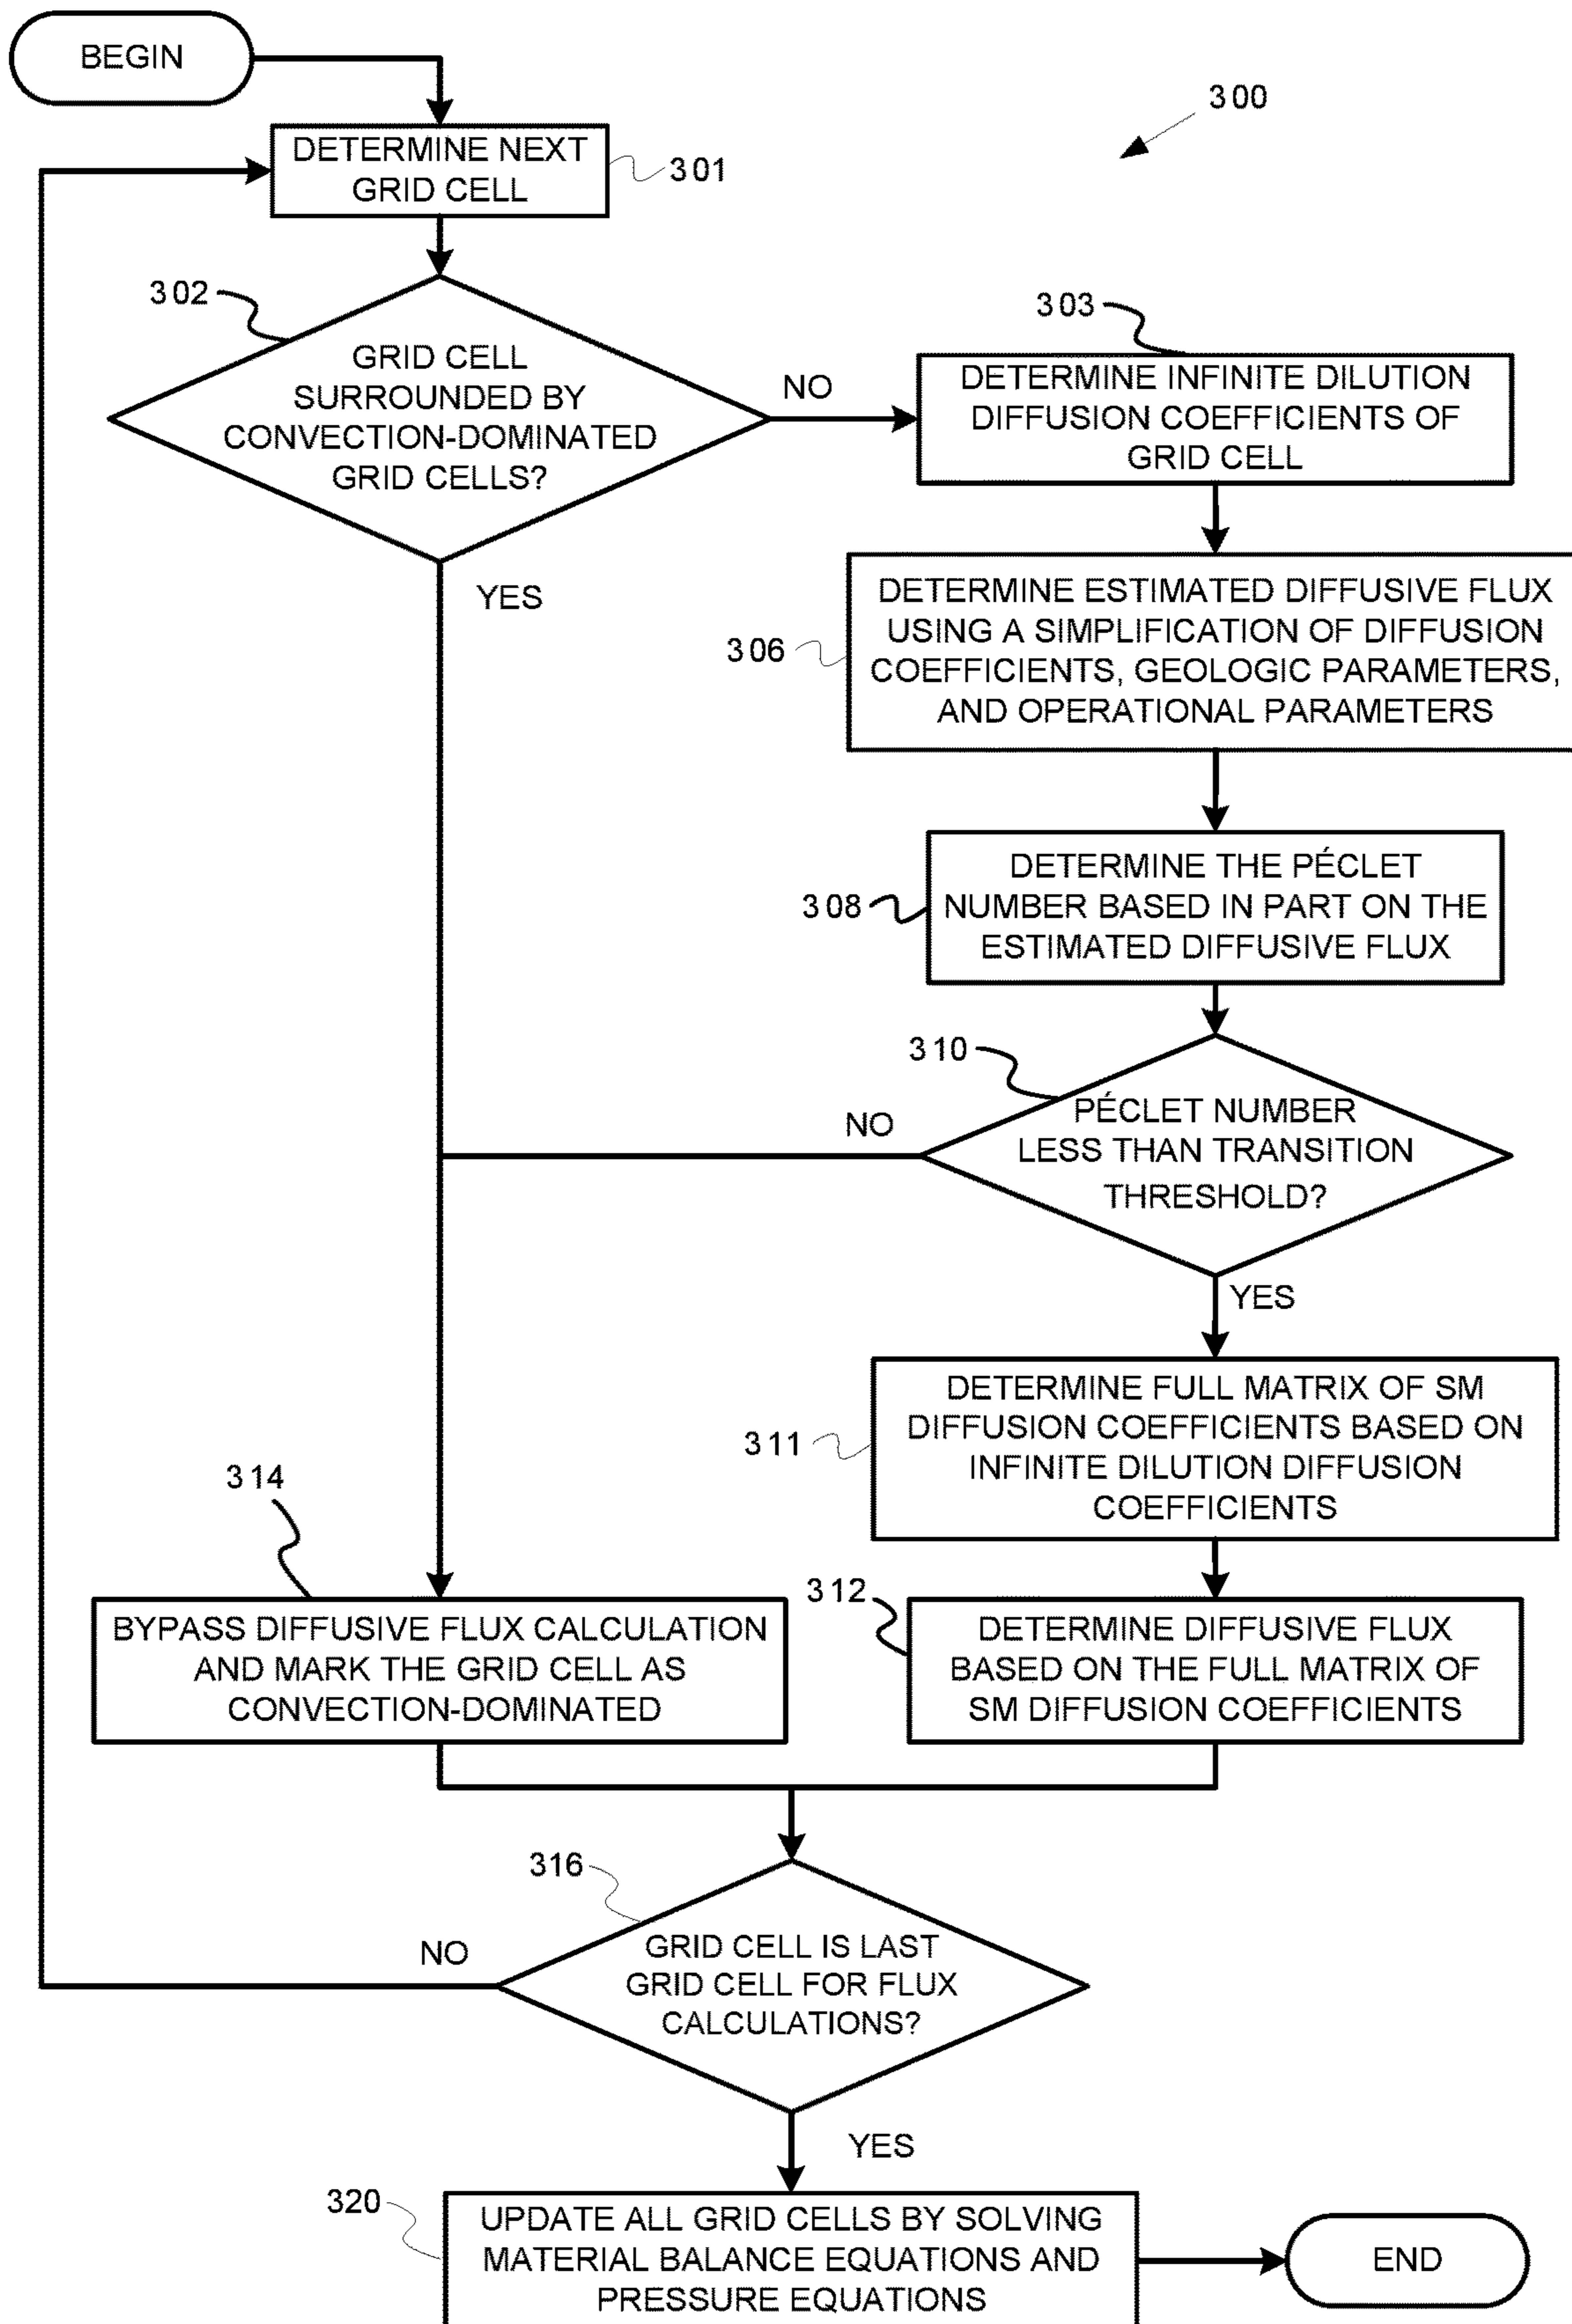 BEGIN
300
DETERMINE NEXT
GRID CELL
301
302
GRID CELL
SURROUNDED BY
CONVECTION-DOMINATED
GRID CELLS?
NO
YES
303
DETERMINE INFINITE DILUTION
DIFFUSION COEFFICIENTS OF
GRID CELL
306
DETERMINE ESTIMATED DIFFUSIVE FLUX
USING A SIMPLIFICATION OF DIFFUSION
COEFFICIENTS, GEOLOGIC PARAMETERS,
AND OPERATIONAL PARAMETERS
308
DETERMINE THE PÉCLET
NUMBER BASED IN PART ON THE
ESTIMATED DIFFUSIVE FLUX
310
PÉCLET NUMBER
LESS THAN TRANSITION
THRESHOLD?
NO
YES
311
DETERMINE FULL MATRIX OF SM
DIFFUSION COEFFICIENTS BASED ON
INFINITE DILUTION DIFFUSION
COEFFICIENTS
314
BYPASS DIFFUSIVE FLUX CALCULATION
AND MARK THE GRID CELL AS
CONVECTION-DOMINATED
312
DETERMINE DIFFUSIVE FLUX
BASED ON THE FULL MATRIX OF
SM DIFFUSION COEFFICIENTS
316
GRID CELL IS LAST
GRID CELL FOR FLUX
CALCULATIONS?
NO
YES
320
UPDATE ALL GRID CELLS BY SOLVING
MATERIAL BALANCE EQUATIONS AND
PRESSURE EQUATIONS
END